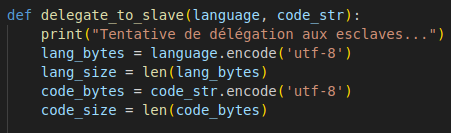 def delegate_to_slave(language, code_str):
    print("Tentative de délégation aux esclaves...")
    lang_bytes = language.encode('utf-8')
    lang_size = len(lang_bytes)
    code_bytes = code_str.encode('utf-8')
    code_size = len(code_bytes)